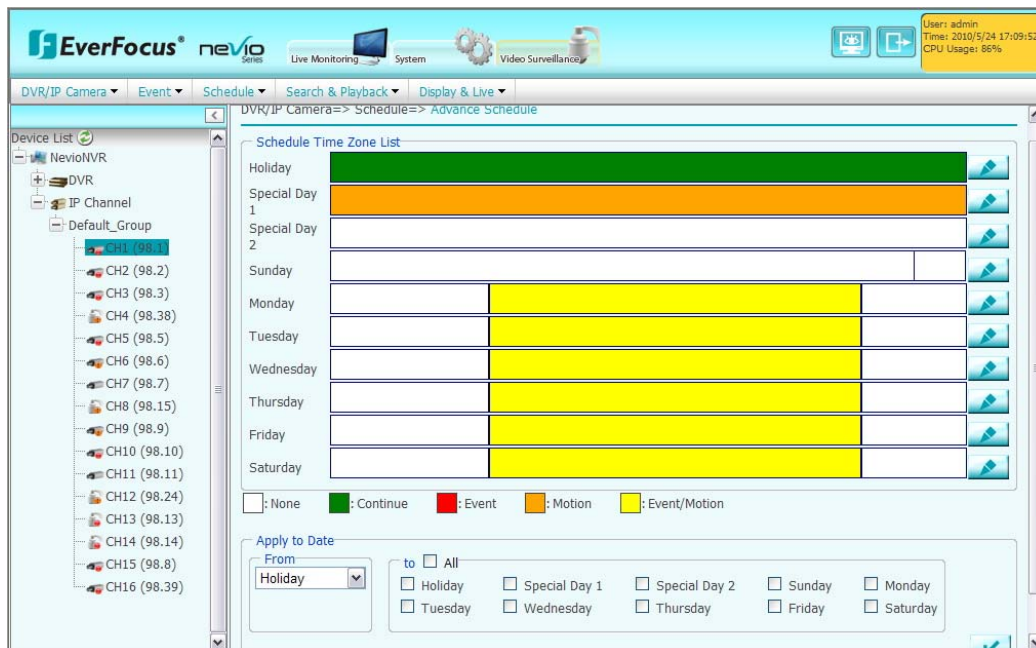 EverFocus® nevio Series
Live Monitoring System Video Surveillance
User: admin
Time: 2010/5/24 17:09:52
CPU Usage: 86%
DVR/IP Camera Event Schedule Search & Playback Display & Live
DVR/IP Camera=> Schedule=> Advance Schedule
Device List
NevioNVR
DVR
IP Channel
Default_Group
CH1 (98.1)
CH2 (98.2)
CH3 (98.3)
CH4 (98.38)
CH5 (98.5)
CH6 (98.6)
CH7 (98.7)
CH8 (98.15)
CH9 (98.9)
CH10 (98.10)
CH11 (98.11)
CH12 (98.24)
CH13 (98.13)
CH14 (98.14)
CH15 (98.8)
CH16 (98.39)
Schedule Time Zone List
Holiday
Special Day
1
Special Day
2
Sunday
Monday
Tuesday
Wednesday
Thursday
Friday
Saturday
: None : Continue : Event : Motion : Event/Motion
Apply to Date
From
Holiday
to All
Holiday Special Day 1 Special Day 2 Sunday Monday
Tuesday Wednesday Thursday Friday Saturday